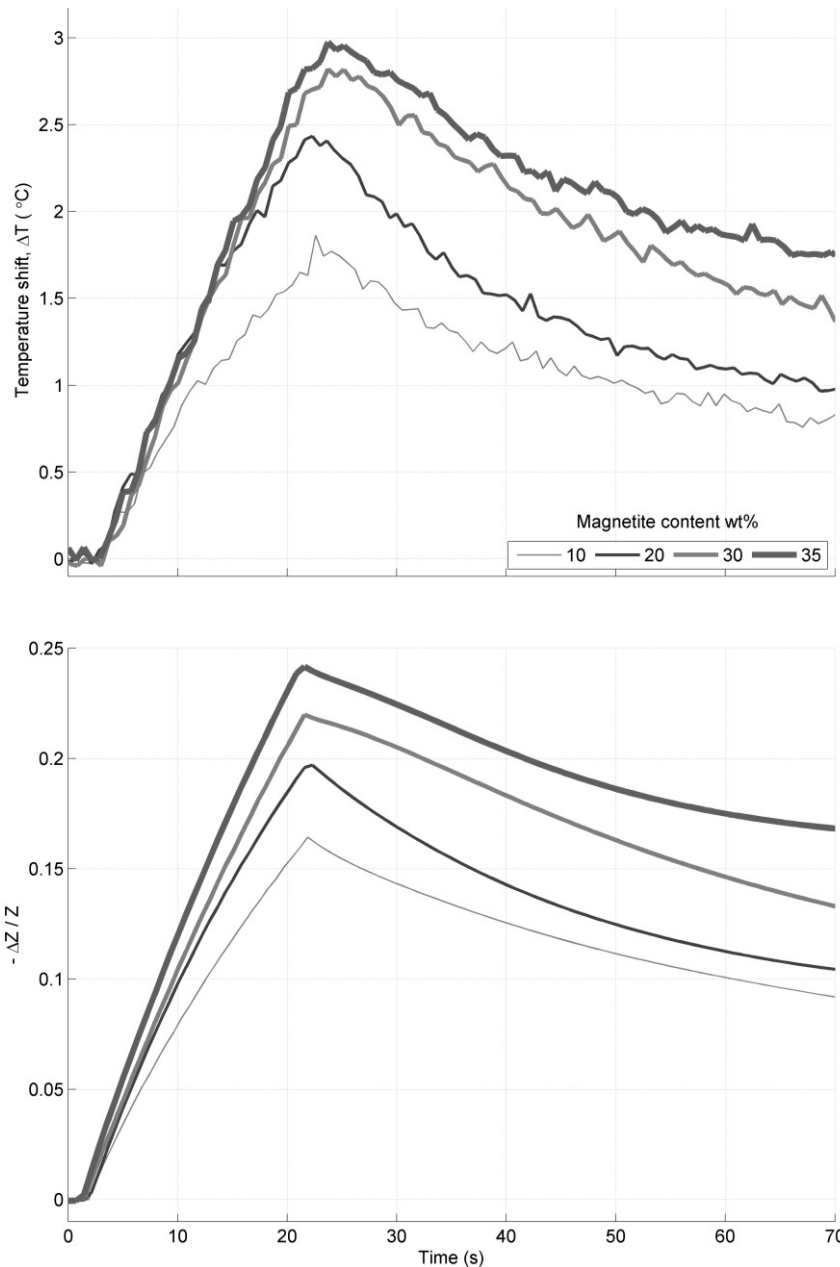 3
2.5
2
1.5
1
0.5
0
Temperature shift, ΔT ( °C)
Magnetite content wt%
10 20 30 35
0.25
0.2
0.15
0.1
0.05
0
- ΔZ / Z
0 10 20 30 40 50 60 70
Time (s)